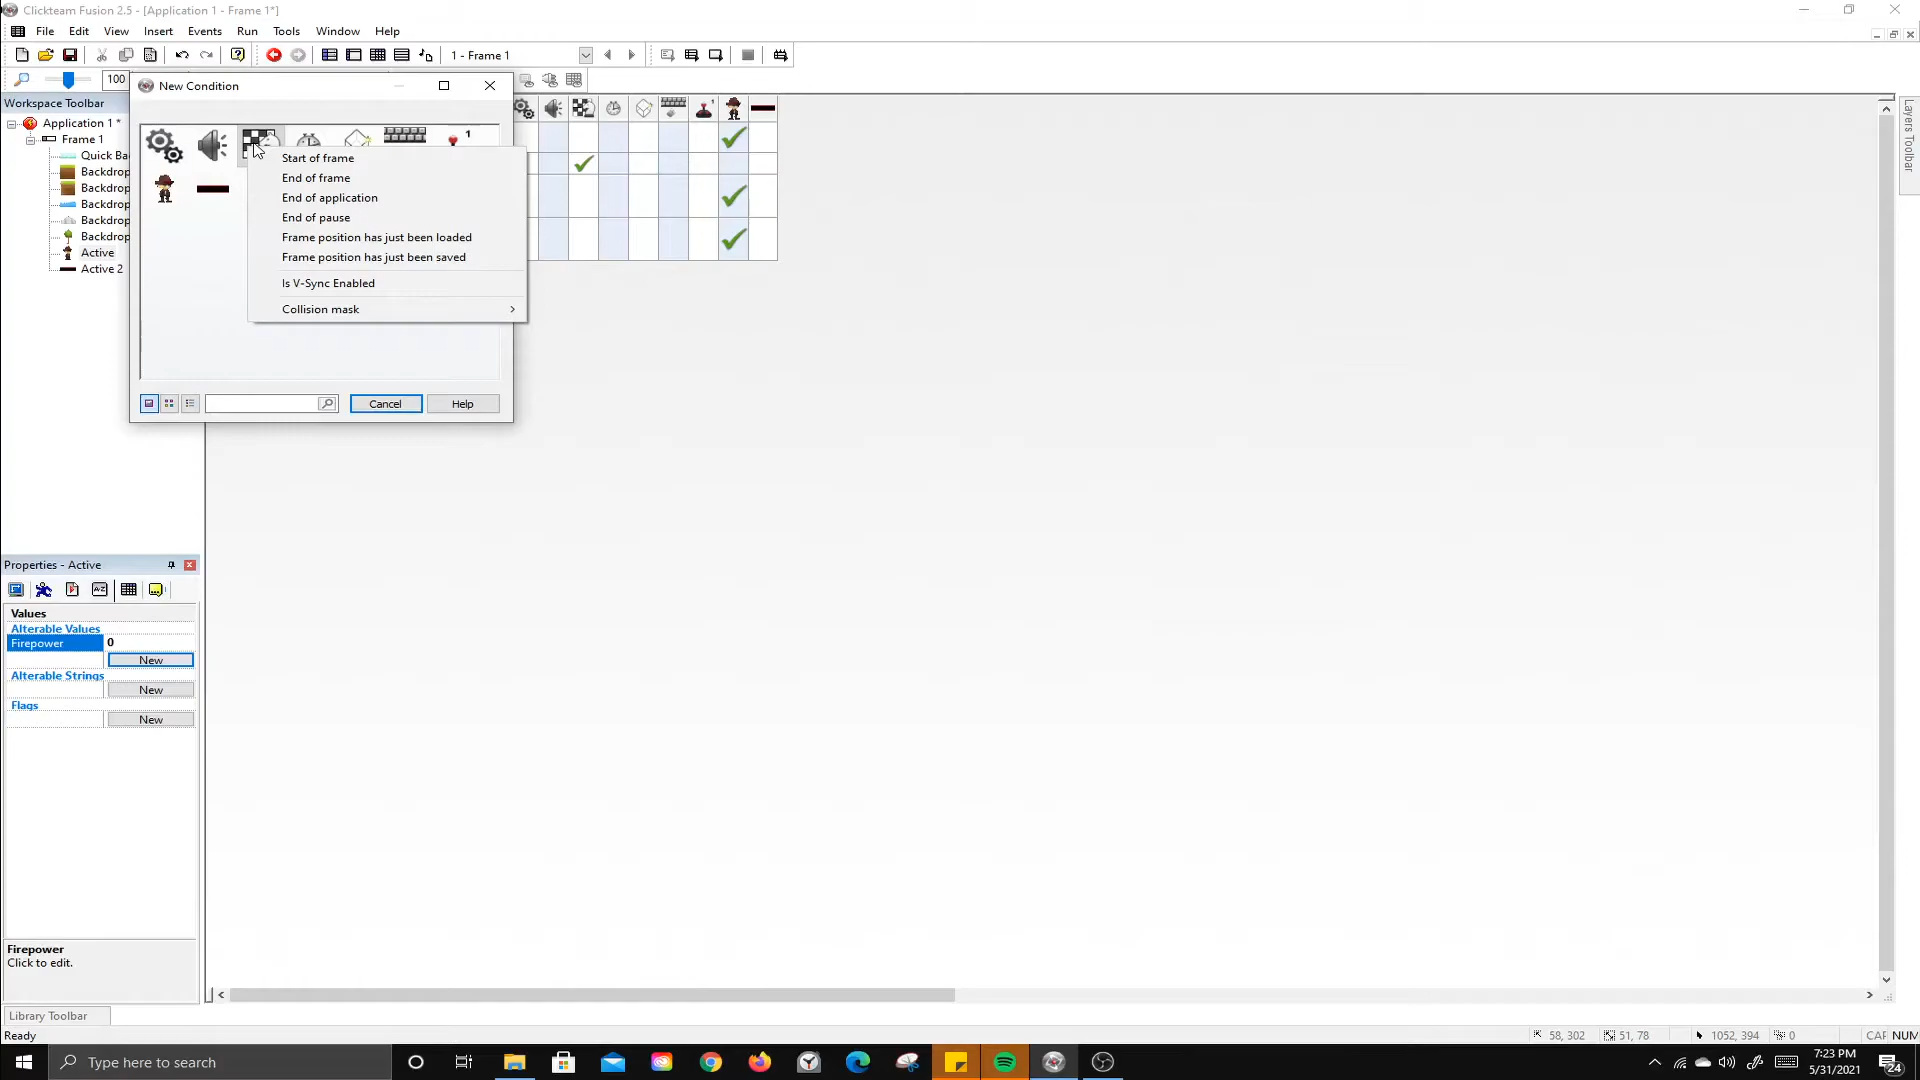 Clickteam Fusion 2.5 - [Application 1 - Frame 1*]
File Edit View Insert Events Run Tools Window Help
1 - Frame 1
100
New Condition
Workspace Toolbar
Application 1 *
Frame 1
Quick Ba
Backdrop
Backdrop
Backdrop
Backdrop
Backdrop
Active
Active 2
1
1
Start of frame
End of frame
End of application
End of pause
Frame position has just been loaded
Frame position has just been saved
Is V-Sync Enabled
Collision mask
Cancel
Help
Layers Toolbar
Properties - Active
Values
Alterable Values
Firepower 0
New
Alterable Strings
New
Flags
New
Firepower
Click to edit.
Library Toolbar
Ready
58, 302 51, 78 1052, 394 0 CAF NUM
Type here to search
7:23 PM
5/31/2021
24